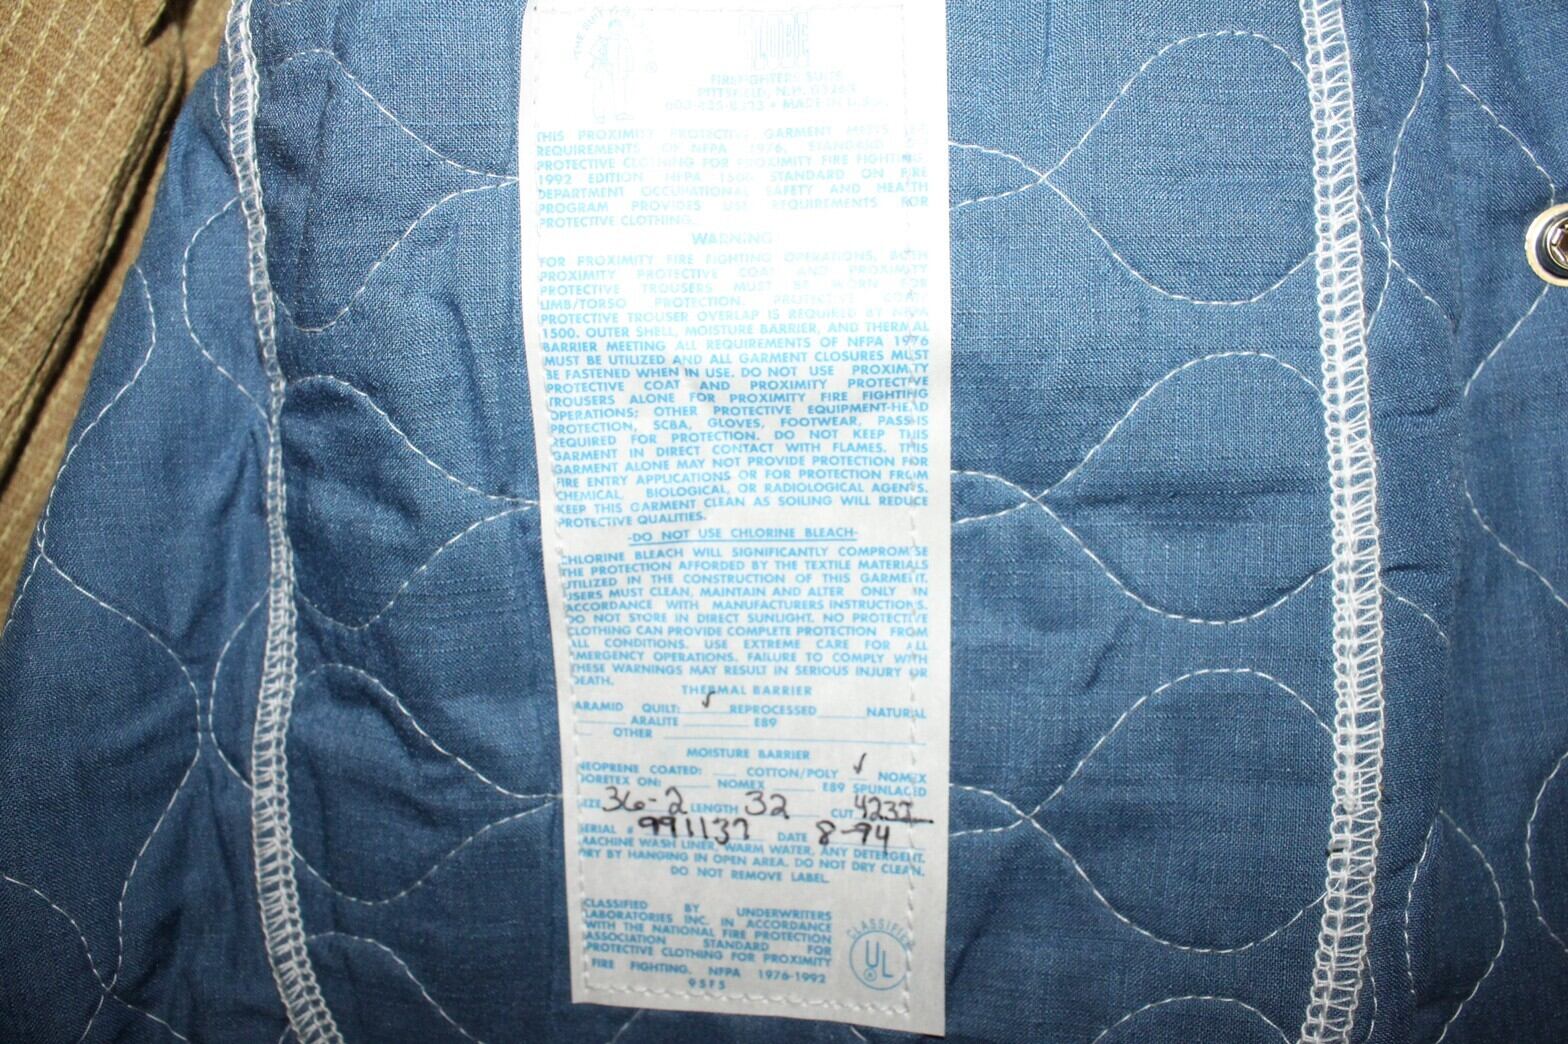 GLOBE
FIREFIGHTERS SUITS
PITTSFIELD, N.H. 03263
MADE IN U.S.A.
THIS PROXIMITY PROTECTIVE GARMENT MEETS
REQUIREMENTS OF NFPA 1976, STANDARD
PROTECTIVE CLOTHING FOR PROXIMITY FIRE FIGHTING,
1992 EDITION. NFPA 1500 STANDARD ON FIRE
DEPARTMENT OCCUPATIONAL SAFETY AND HEALTH
PROGRAM PROVIDES USE REQUIREMENTS FOR
PROTECTIVE CLOTHING.
WARNING
FOR PROXIMITY FIRE FIGHTING OPERATIONS, BOTH
PROXIMITY PROTECTIVE COAT AND PROXIMITY
PROTECTIVE TROUSERS MUST BE WORN FOR
LIMB/TORSO PROTECTION. PROTECTIVE COAT/
PROTECTIVE TROUSER OVERLAP IS REQUIRED BY NFPA
1500. OUTER SHELL, MOISTURE BARRIER, AND THERMAL
BARRIER MEETING ALL REQUIREMENTS OF NFPA 1976
MUST BE UTILIZED AND ALL GARMENT CLOSURES MUST
BE FASTENED WHEN IN USE. DO NOT USE PROXIMITY
PROTECTIVE COAT AND PROXIMITY PROTECTIVE
TROUSERS ALONE FOR PROXIMITY FIRE FIGHTING
OPERATIONS; OTHER PROTECTIVE EQUIPMENT-HEAD
PROTECTION, SCBA, GLOVES, FOOTWEAR, PASS-IS
REQUIRED FOR PROTECTION. DO NOT KEEP THIS
GARMENT IN DIRECT CONTACT WITH FLAMES. THIS
GARMENT ALONE MAY NOT PROVIDE PROTECTION FOR
FIRE ENTRY APPLICATIONS OR FOR PROTECTION FROM
CHEMICAL, BIOLOGICAL, OR RADIOLOGICAL AGENTS.
KEEP THIS GARMENT CLEAN AS SOILING WILL REDUCE
PROTECTIVE QUALITIES.
-DO NOT USE CHLORINE BLEACH-
CHLORINE BLEACH WILL SIGNIFICANTLY COMPROMISE
THE PROTECTION AFFORDED BY THE TEXTILE MATERIALS
UTILIZED IN THE CONSTRUCTION OF THIS GARMENT.
USERS MUST CLEAN, MAINTAIN AND ALTER ONLY IN
ACCORDANCE WITH MANUFACTURERS INSTRUCTIONS.
DO NOT STORE IN DIRECT SUNLIGHT. NO PROTECTIVE
CLOTHING CAN PROVIDE COMPLETE PROTECTION FROM
ALL CONDITIONS. USE EXTREME CARE FOR ALL
EMERGENCY OPERATIONS. FAILURE TO COMPLY WITH
THESE WARNINGS MAY RESULT IN SERIOUS INJURY OR
DEATH.
THERMAL BARRIER
ARAMID QUILT: ✓ REPROCESSED NATURAL
ARALITE E89
OTHER
MOISTURE BARRIER
NEOPRENE COATED: COTTON/POLY ✓ NOMEX
GORETEX ON: NOMEX E89 SPUNLACED
SIZE 36-2 LENGTH 32 CUT 4237
SERIAL # 991137 DATE 8-94
MACHINE WASH LINER, WARM WATER, DETERGENT.
DRY BY HANGING IN OPEN AREA. DO NOT DRY CLEAN.
DO NOT REMOVE LABEL.
CLASSIFIED BY UNDERWRITERS
LABORATORIES INC. IN ACCORDANCE
WITH THE NATIONAL FIRE PROTECTION
ASSOCIATION STANDARD
PROTECTIVE CLOTHING FOR PROXIMITY
FIRE FIGHTING, NFPA 1976-1992
95F5
CLASSIFIED
UL